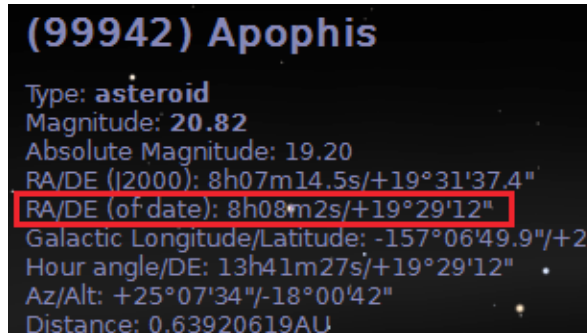 (99942) Apophis
Type: asteroid
Magnitude: 20.82
Absolute Magnitude: 19.20
RA/DE (J2000): 8h07m14.5s/+19°31'37.4"
RA/DE (of date): 8h08m2s/+19°29'12"
Galactic Longitude/Latitude: -157°06'49.9"/+2
Hour angle/DE: 13h41m27s/+19°29'12"
Az/Alt: +25°07'34"/-18°00'42"
Distance: 0.63920619AU